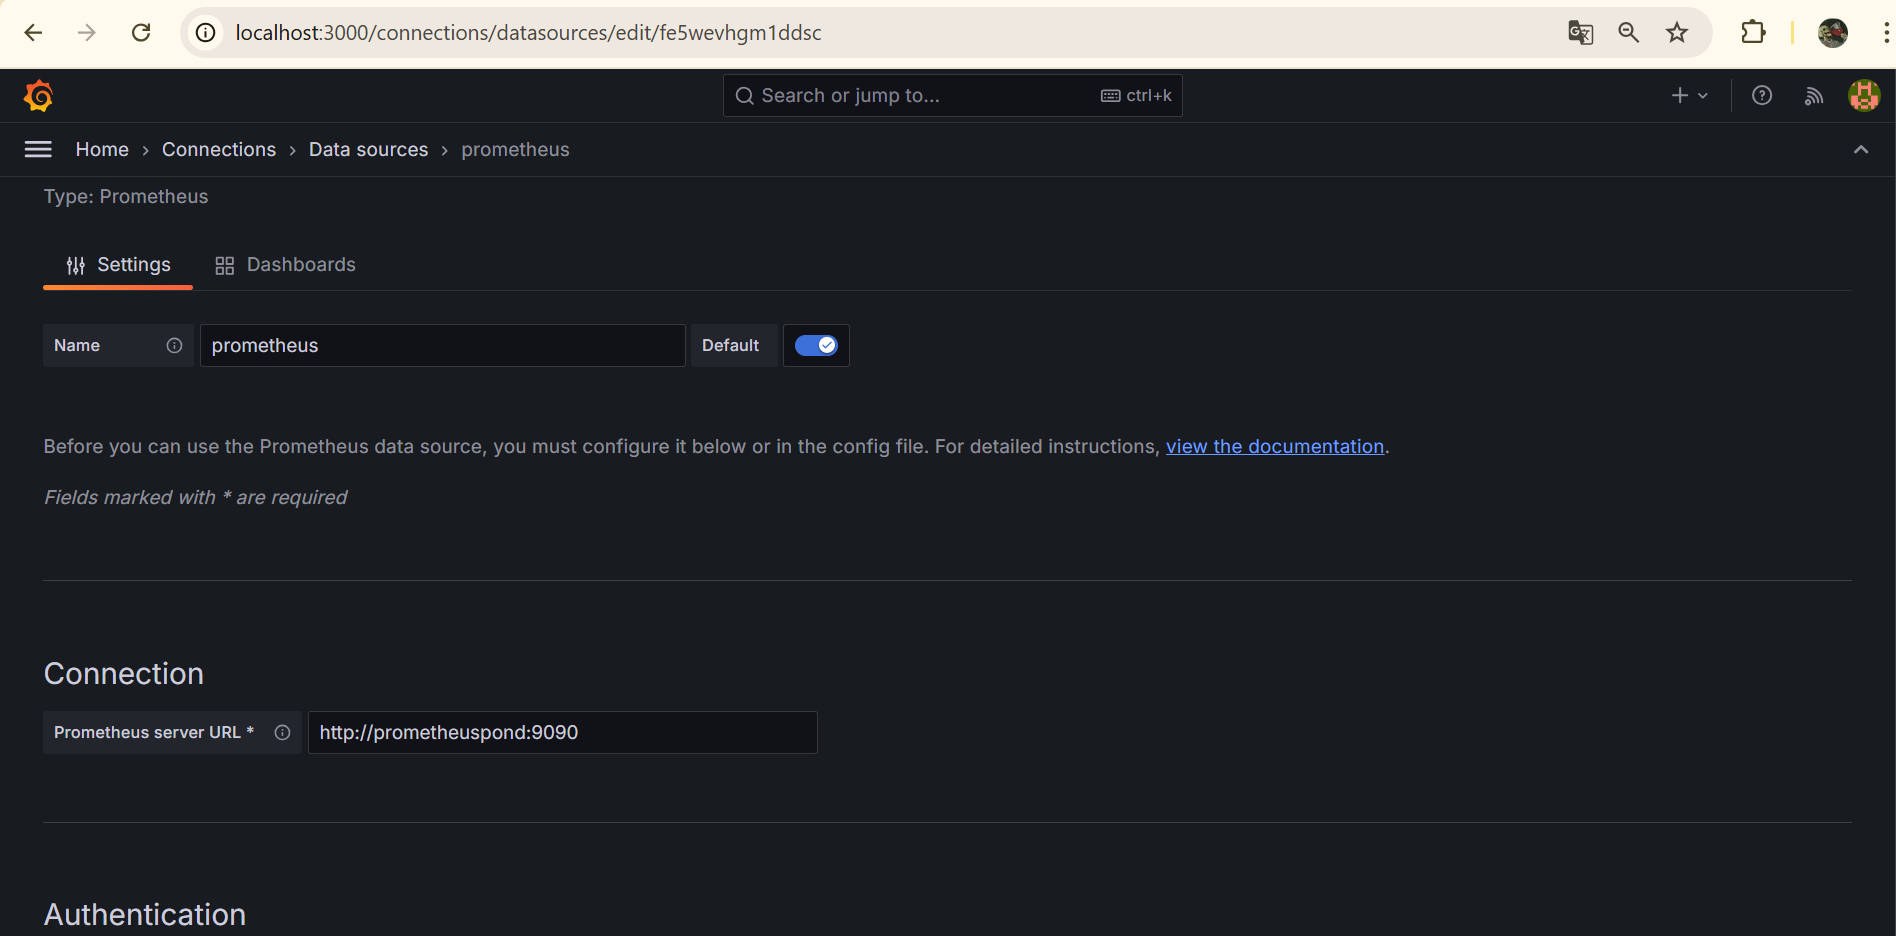 localhost:3000/connections/datasources/edit/fe5wevhgm1ddsc
Search or jump to... ctrl+k
Home › Connections › Data sources › prometheus
Type: Prometheus
Settings Dashboards
Name prometheus Default
Before you can use the Prometheus data source, you must configure it below or in the config file. For detailed instructions, view the documentation.
Fields marked with * are required
Connection
Prometheus server URL * http://prometheuspond:9090
Authentication